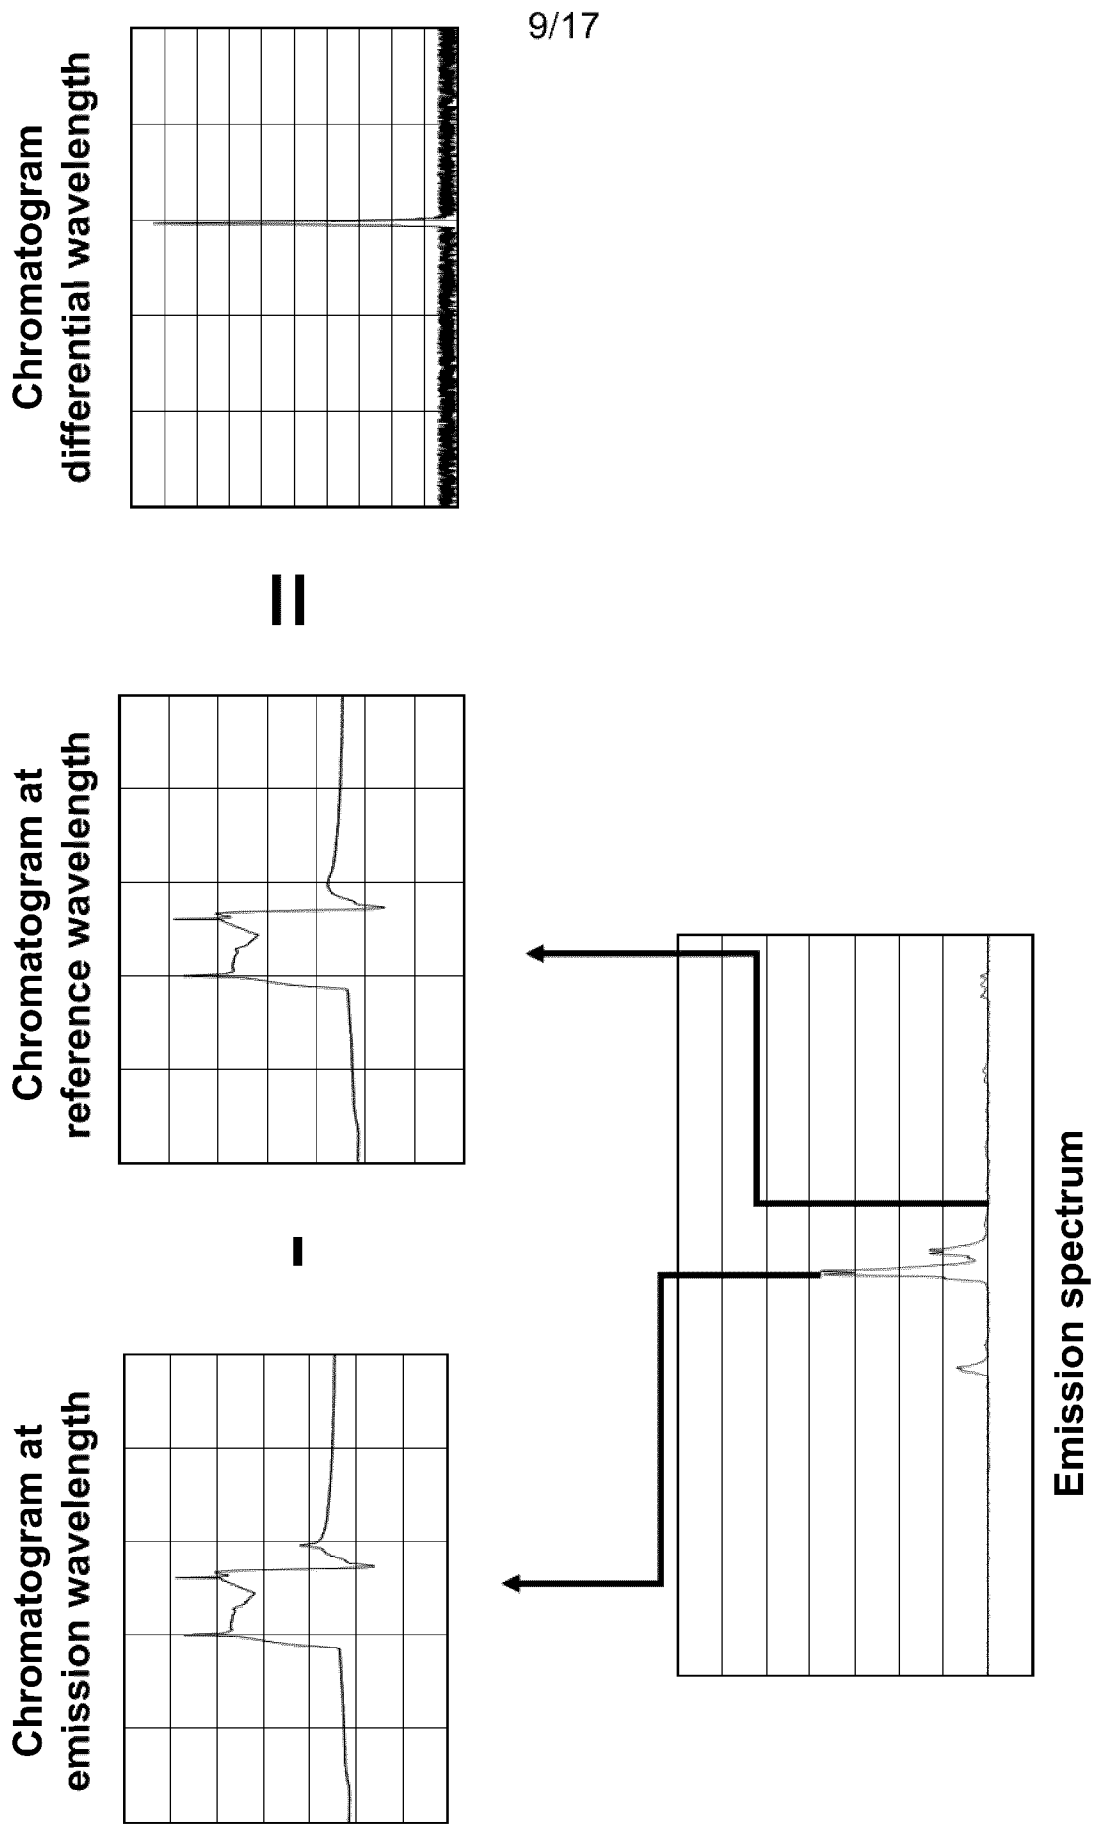 9/17
Chromatogram at
emission wavelength
-
Chromatogram at
reference wavelength
=
Chromatogram
differential wavelength
Emission spectrum